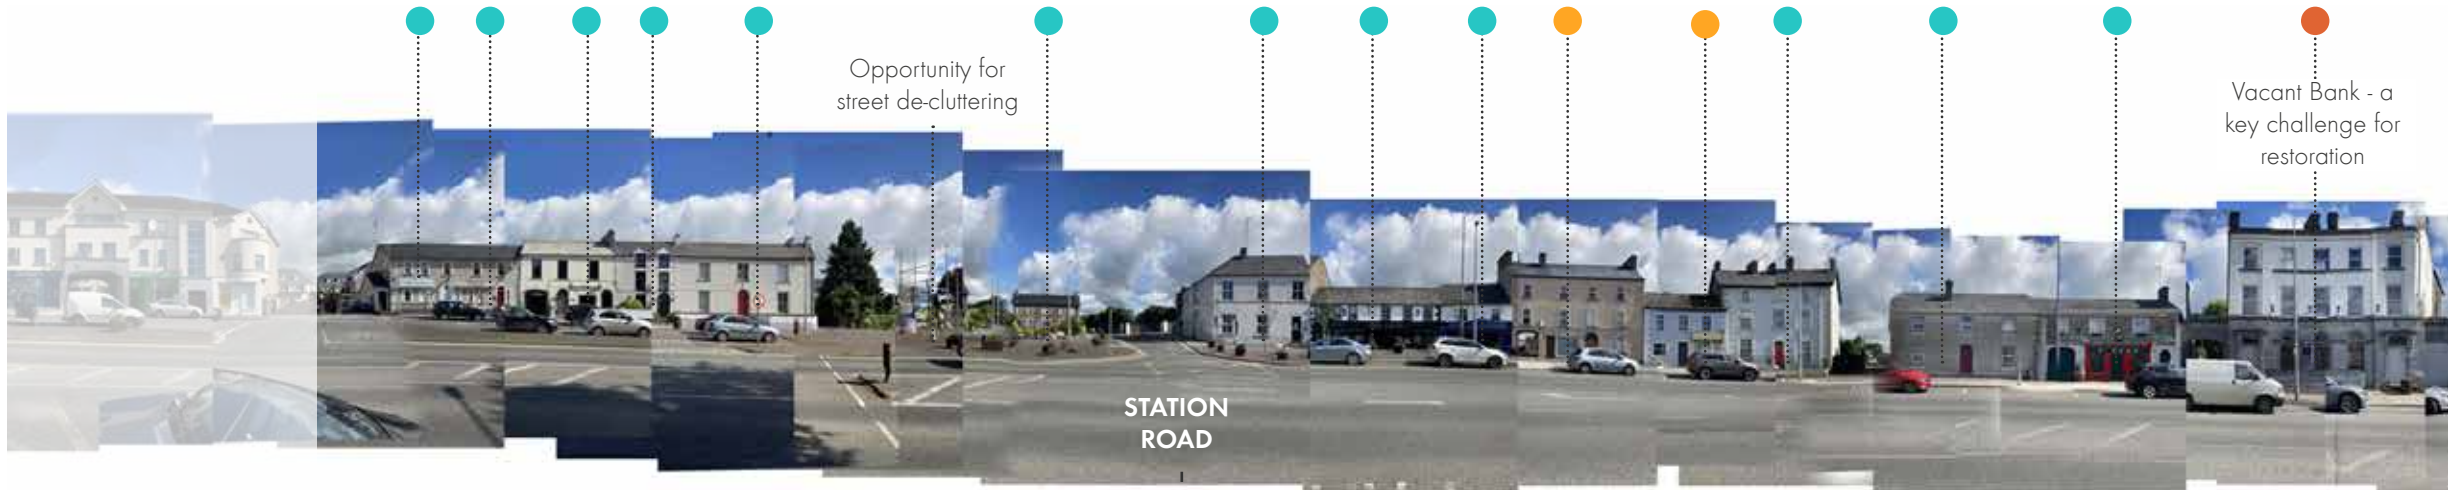 Opportunity for
street de-cluttering
Vacant Bank - a
key challenge for
restoration
STATION
ROAD